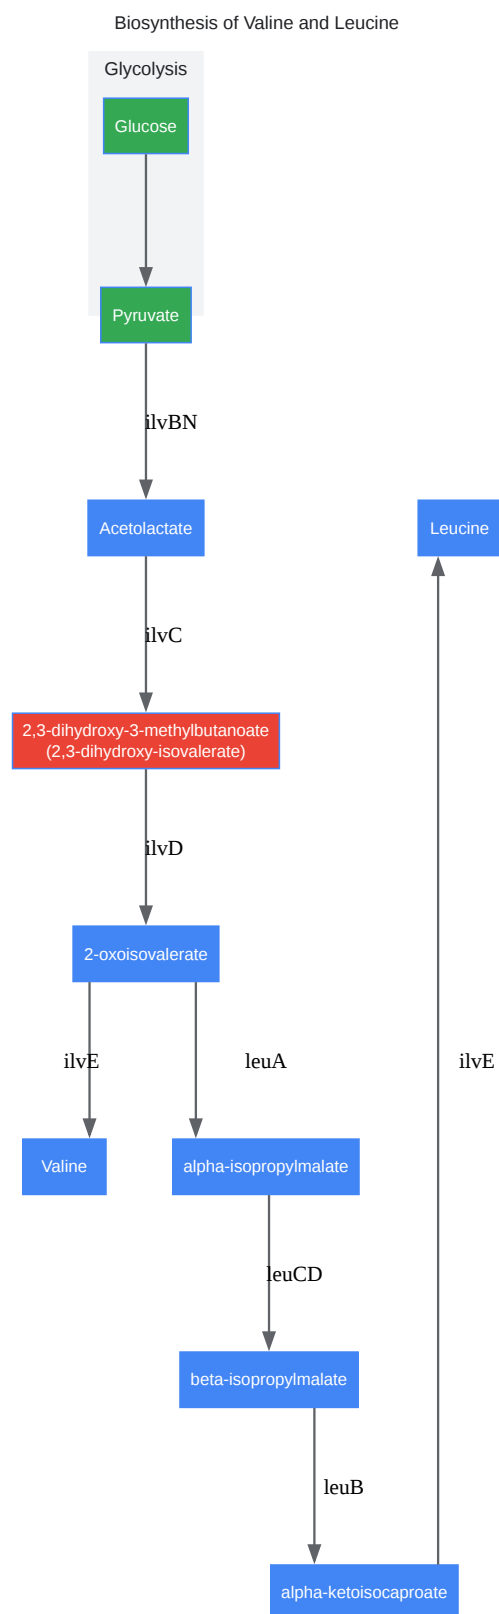 Biosynthesis of Valine and Leucine
Glycolysis
Glucose
Pyruvate
ilvBN
Acetolactate
Leucine
ilvC
2,3-dihydroxy-3-methylbutanoate
(2,3-dihydroxy-isovalerate)
ilvD
2-oxoisovalerate
ilvE
leuA
ilvE
Valine
alpha-isopropylmalate
leuCD
beta-isopropylmalate
leuB
alpha-ketoisocaproate